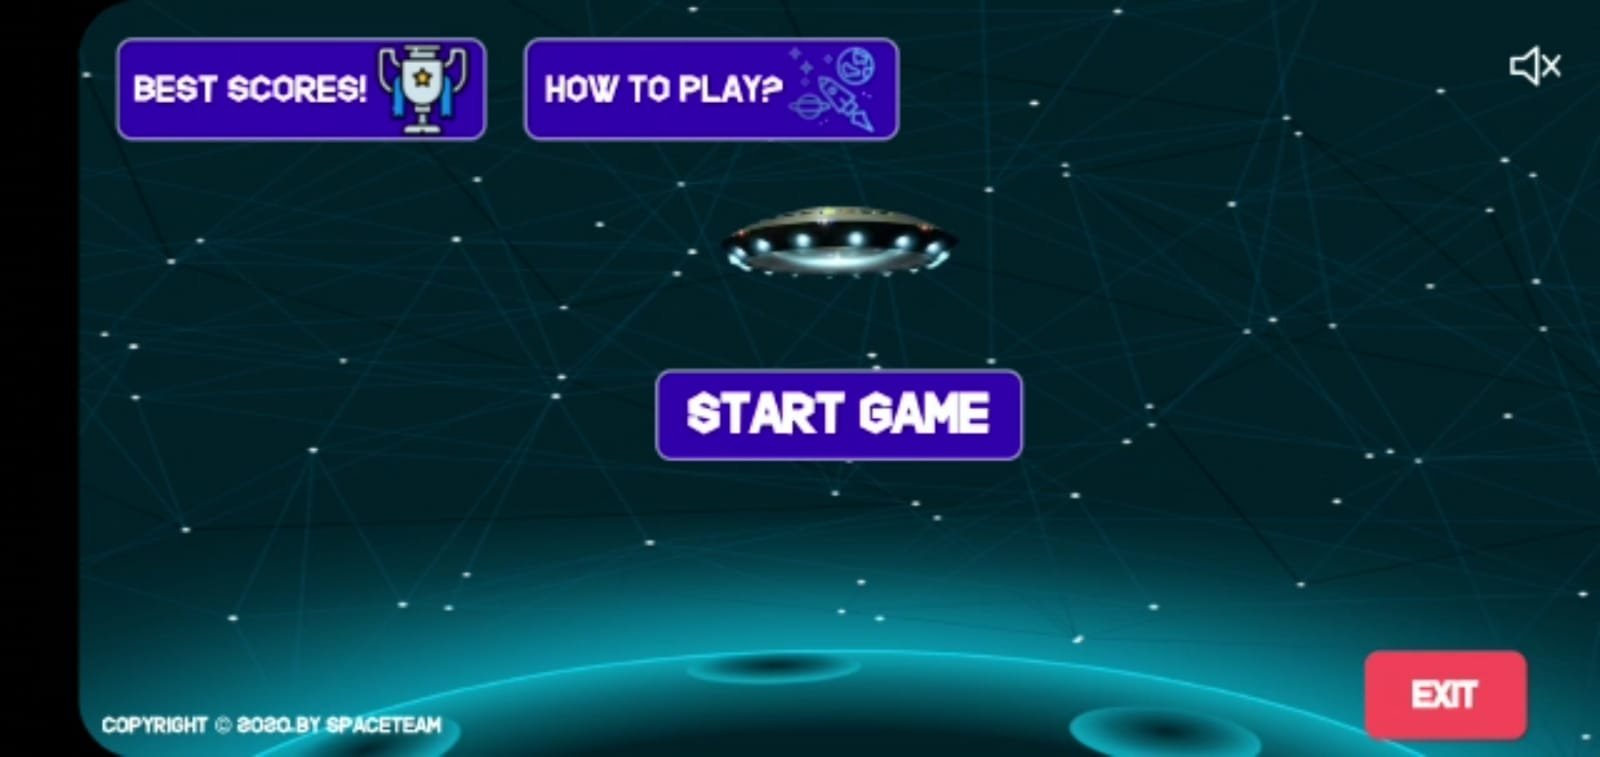 BEST SCORES!
HOW TO PLAY?
START GAME
EXIT
COPYRIGHT © 2020 BY SPACETEAM